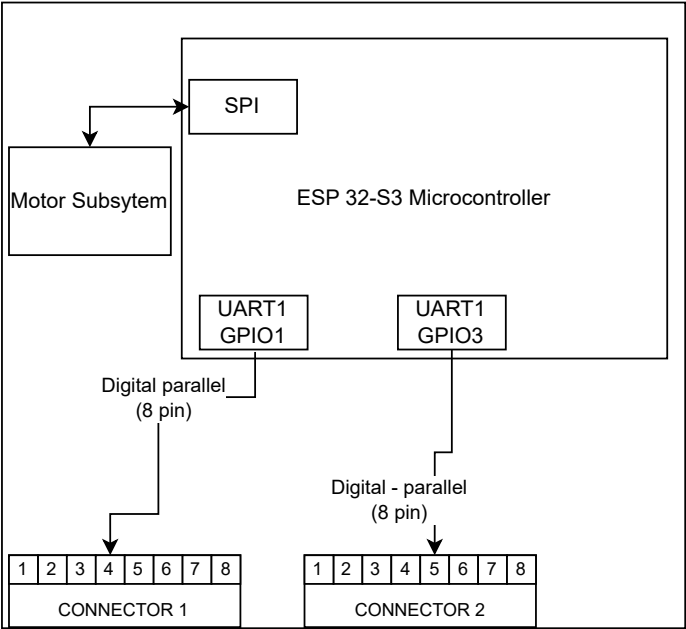 SPI
Motor Subsytem
ESP 32-S3 Microcontroller
UART1
GPIO1
UART1
GPIO3
Digital parallel
(8 pin)
Digital - parallel
(8 pin)
1 2 3 4 5 6 7 8
CONNECTOR 1
1 2 3 4 5 6 7 8
CONNECTOR 2